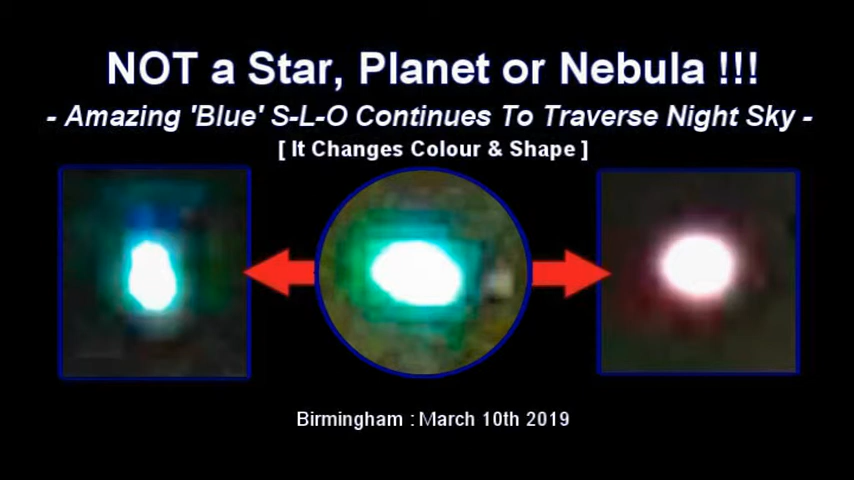 NOT a Star, Planet or Nebula !!!
- Amazing 'Blue' S-L-O Continues To Traverse Night Sky -
[ It Changes Colour & Shape ]
Birmingham : March 10th 2019